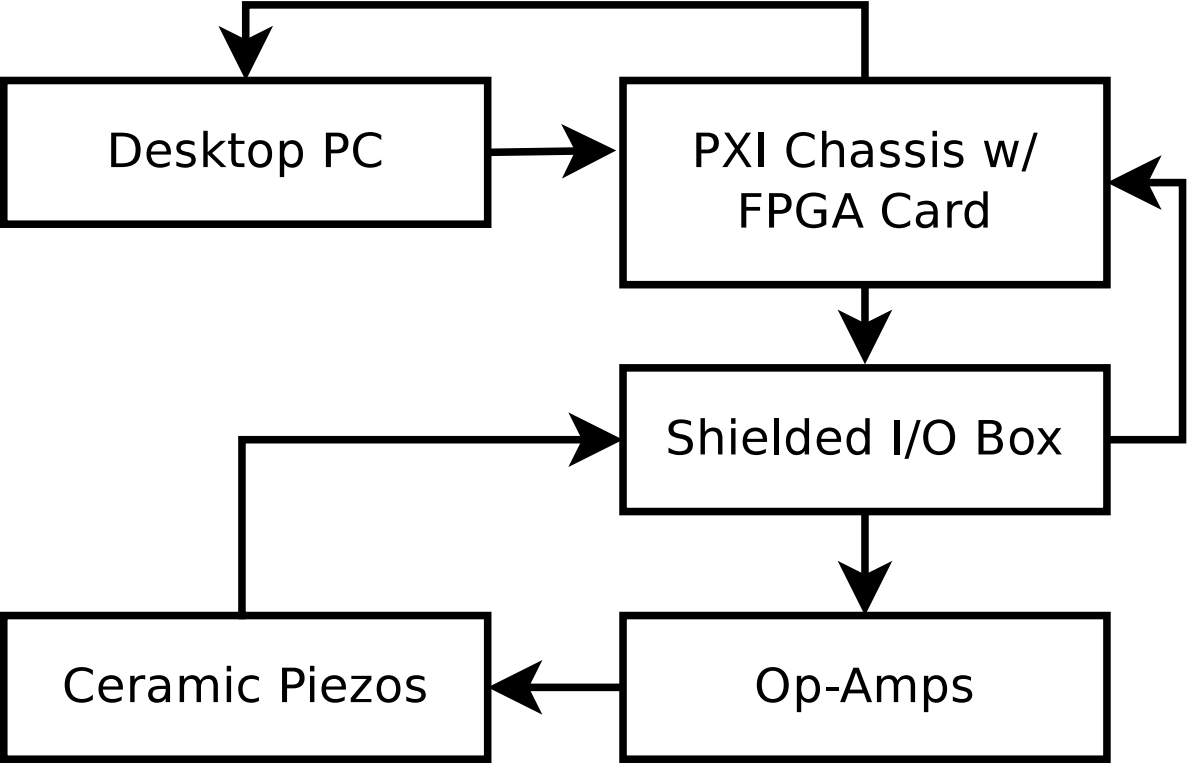 Desktop PC
PXI Chassis w/
FPGA Card
Shielded I/O Box
Ceramic Piezos
Op-Amps